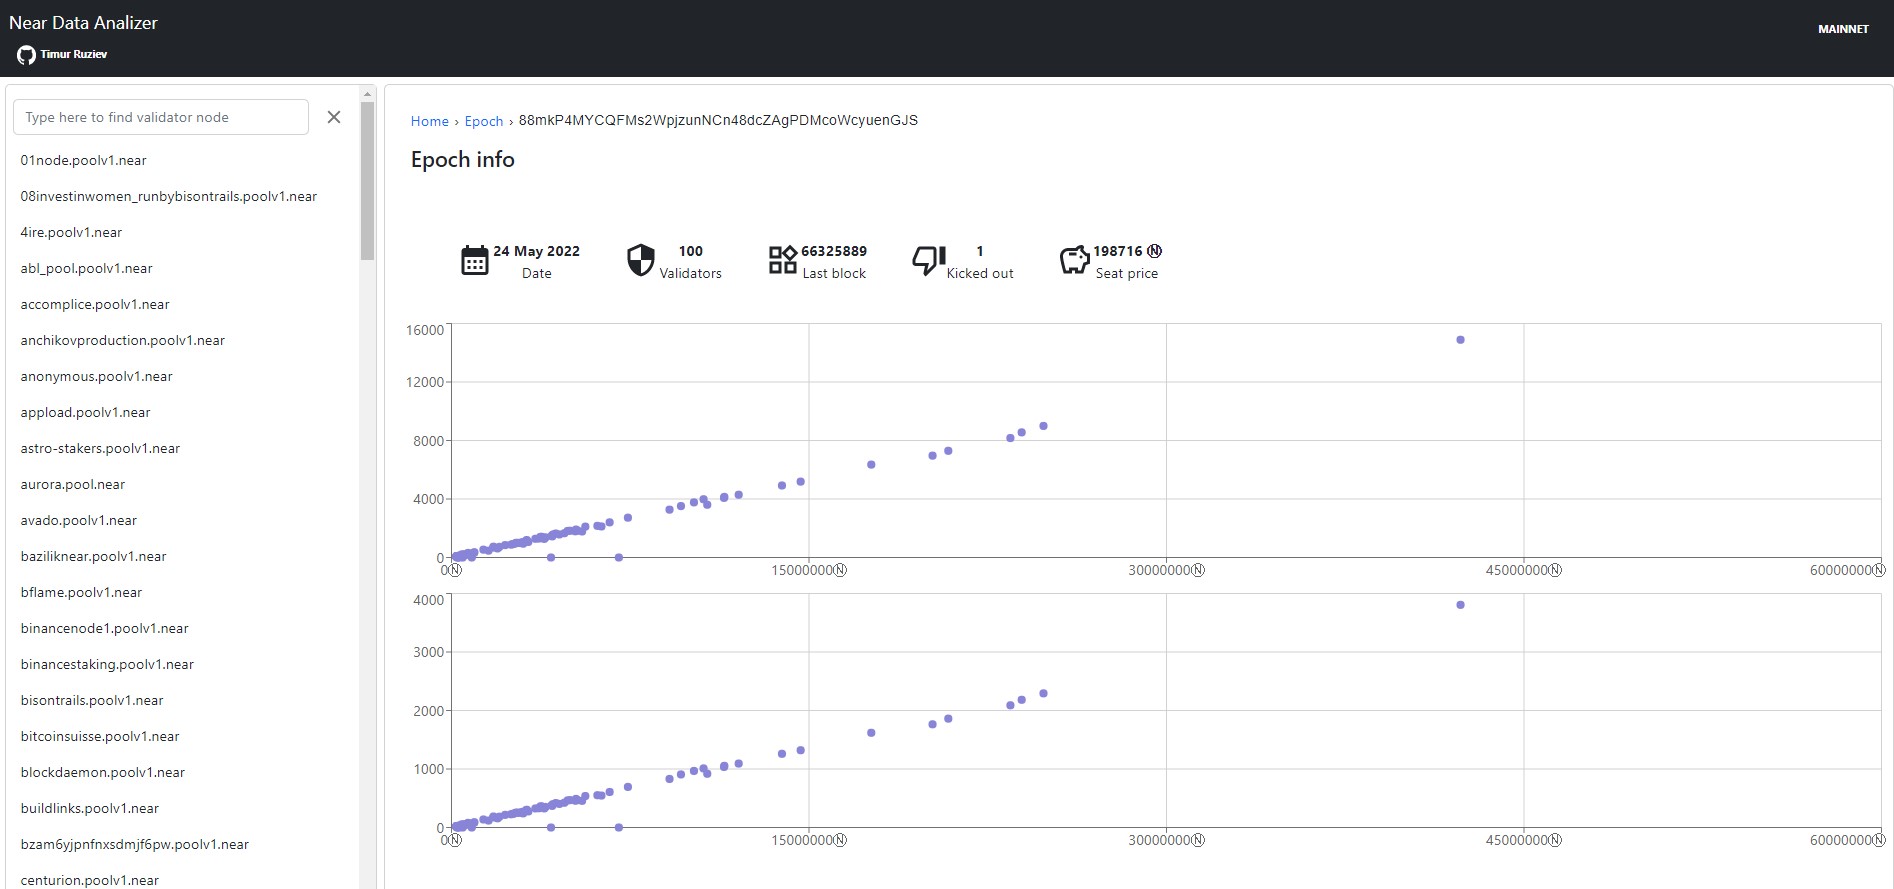 Near Data Analizer
Timur Ruziev
MAINNET
Type here to find validator node
01node.poolv1.near
08investinwomen_runbybisontrails.poolv1.near
4ire.poolv1.near
abl_pool.poolv1.near
accomplice.poolv1.near
anchikovproduction.poolv1.near
anonymous.poolv1.near
appload.poolv1.near
astro-stakers.poolv1.near
aurora.pool.near
avado.poolv1.near
baziliknear.poolv1.near
bflame.poolv1.near
binancenode1.poolv1.near
binancestaking.poolv1.near
bisontrails.poolv1.near
bitcoinsuisse.poolv1.near
blockdaemon.poolv1.near
buildlinks.poolv1.near
bzam6yjpnfnxsdmjf6pw.poolv1.near
centurion.poolv1.near
Home › Epoch › 88mkP4MYCQFMs2WpjzunNCn48dcZAgPDMcoWcyuenGJS
Epoch info
24 May 2022
Date
100
Validators
66325889
Last block
1
Kicked out
198716 Ⓝ
Seat price
16000
12000
8000
4000
0
0Ⓝ 15000000Ⓝ 30000000Ⓝ 45000000Ⓝ 60000000Ⓝ
4000
3000
2000
1000
0
0Ⓝ 15000000Ⓝ 30000000Ⓝ 45000000Ⓝ 60000000Ⓝ